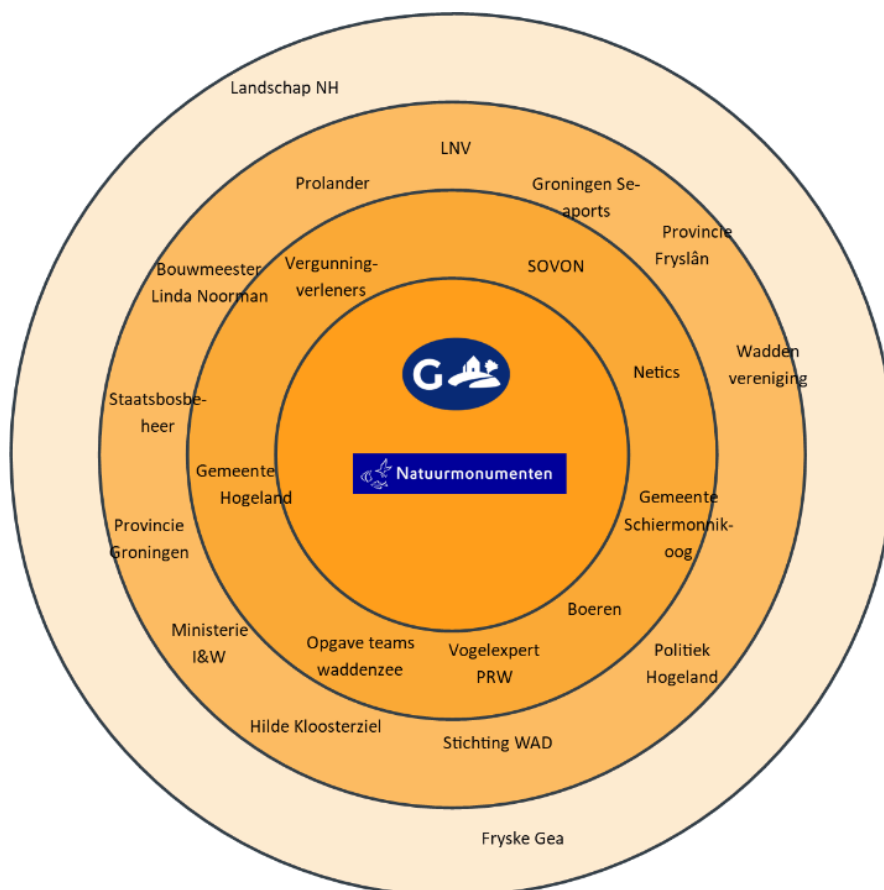 Landschap NH
LNV
Prolander
Groningen Se-
aports
Provincie
Fryslân
Bouwmeester
Linda Noorman
Vergunning-
verleners
SOVON
G
Wadden
vereniging
Netics
Staatsbosbe-
heer
Natuurmonumenten
Gemeente
Hogeland
Gemeente
Schiermonnik-
oog
Provincie
Groningen
Boeren
Ministerie
I&W
Opgave teams
waddenzee
Vogelexpert
PRW
Politiek
Hogeland
Hilde Kloosterziel
Stichting WAD
Fryske Gea